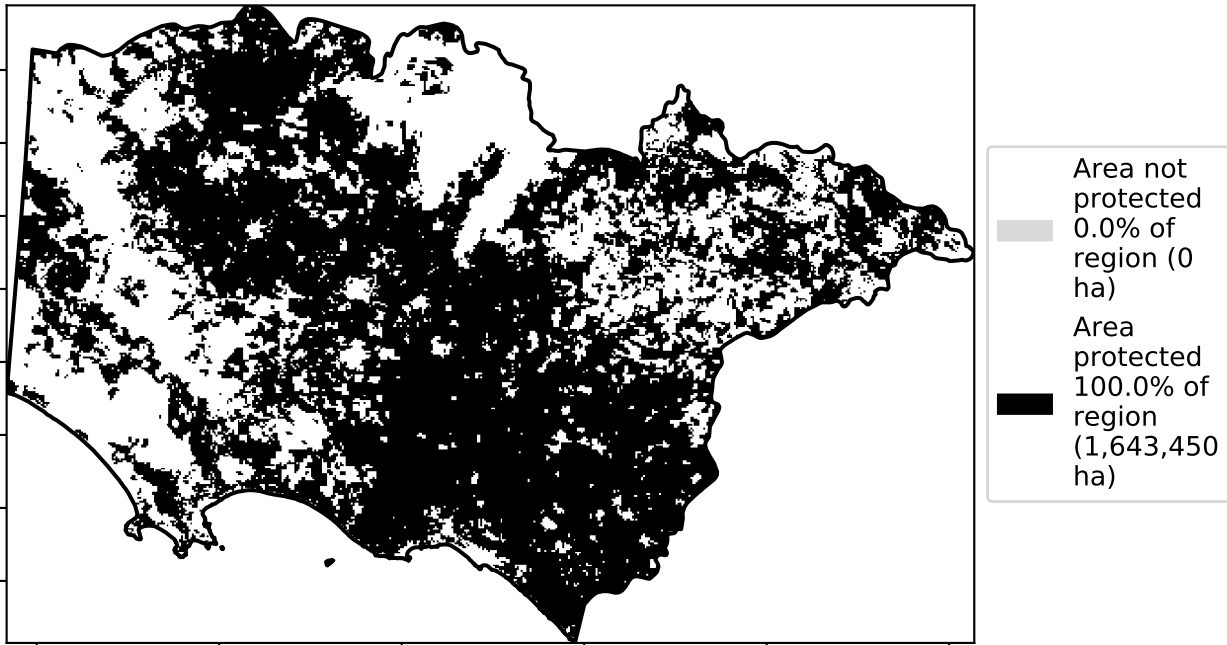 Area not
protected
0.0% of
region (0
ha)
Area
protected
100.0% of
region
(1,643,450
ha)